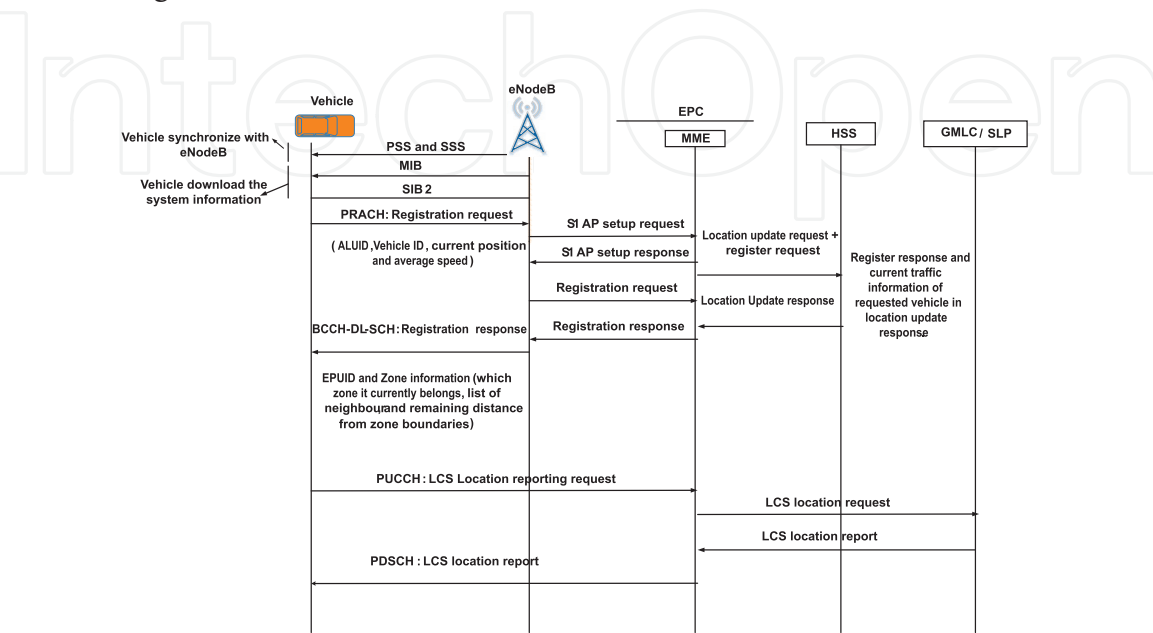 IntechOpen
eNodeB
Vehicle
EPC
MME
HSS
GMLC / SLP
Vehicle synchronize with
eNodeB
PSS and SSS
MIB
Vehicle download the
system information
SIB 2
PRACH: Registration request
S1 AP setup request
( ALUID ,Vehicle ID , current position
and average speed )
S1 AP setup response
Location update request +
register request
Register response and
current traffic
information of
requested vehicle in
location update
response.
Registration request
Location Update response
BCCH-DL-SCH: Registration response
Registration response
EPUID and Zone information (which
zone it currently belongs, list of
neighbour,and remaining distance
from zone boundaries)
PUCCH : LCS Location reporting request
LCS location request
LCS location report
PDSCH : LCS location report